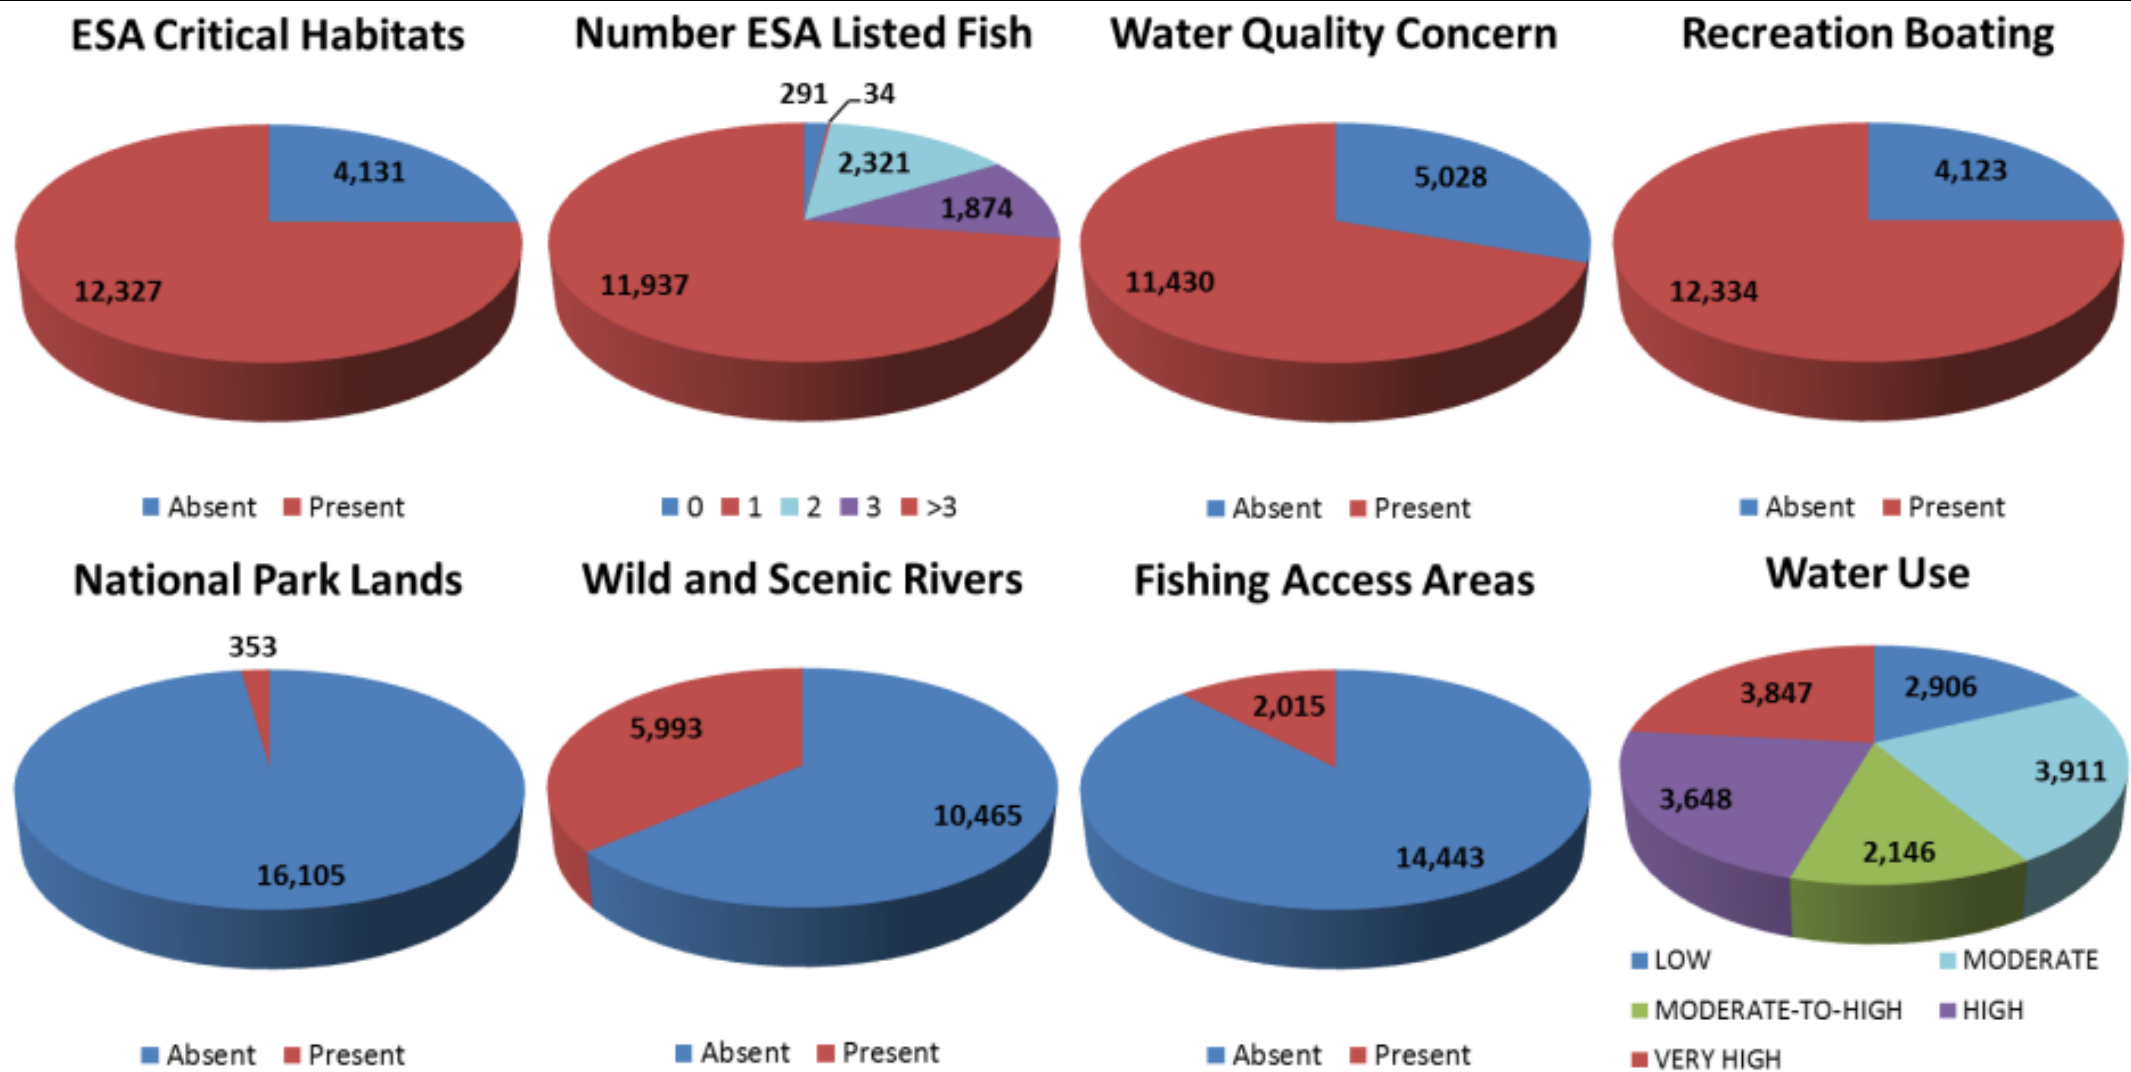 ESA Critical Habitats
4,131
12,327
Absent Present
Number ESA Listed Fish
291 34
2,321
1,874
11,937
0 1 2 3 >3
Water Quality Concern
5,028
11,430
Absent Present
Recreation Boating
4,123
12,334
Absent Present
National Park Lands
353
16,105
Absent Present
Wild and Scenic Rivers
5,993
10,465
Absent Present
Fishing Access Areas
2,015
14,443
Absent Present
Water Use
3,847 2,906
3,911
3,648
2,146
LOW MODERATE
MODERATE-TO-HIGH HIGH
VERY HIGH